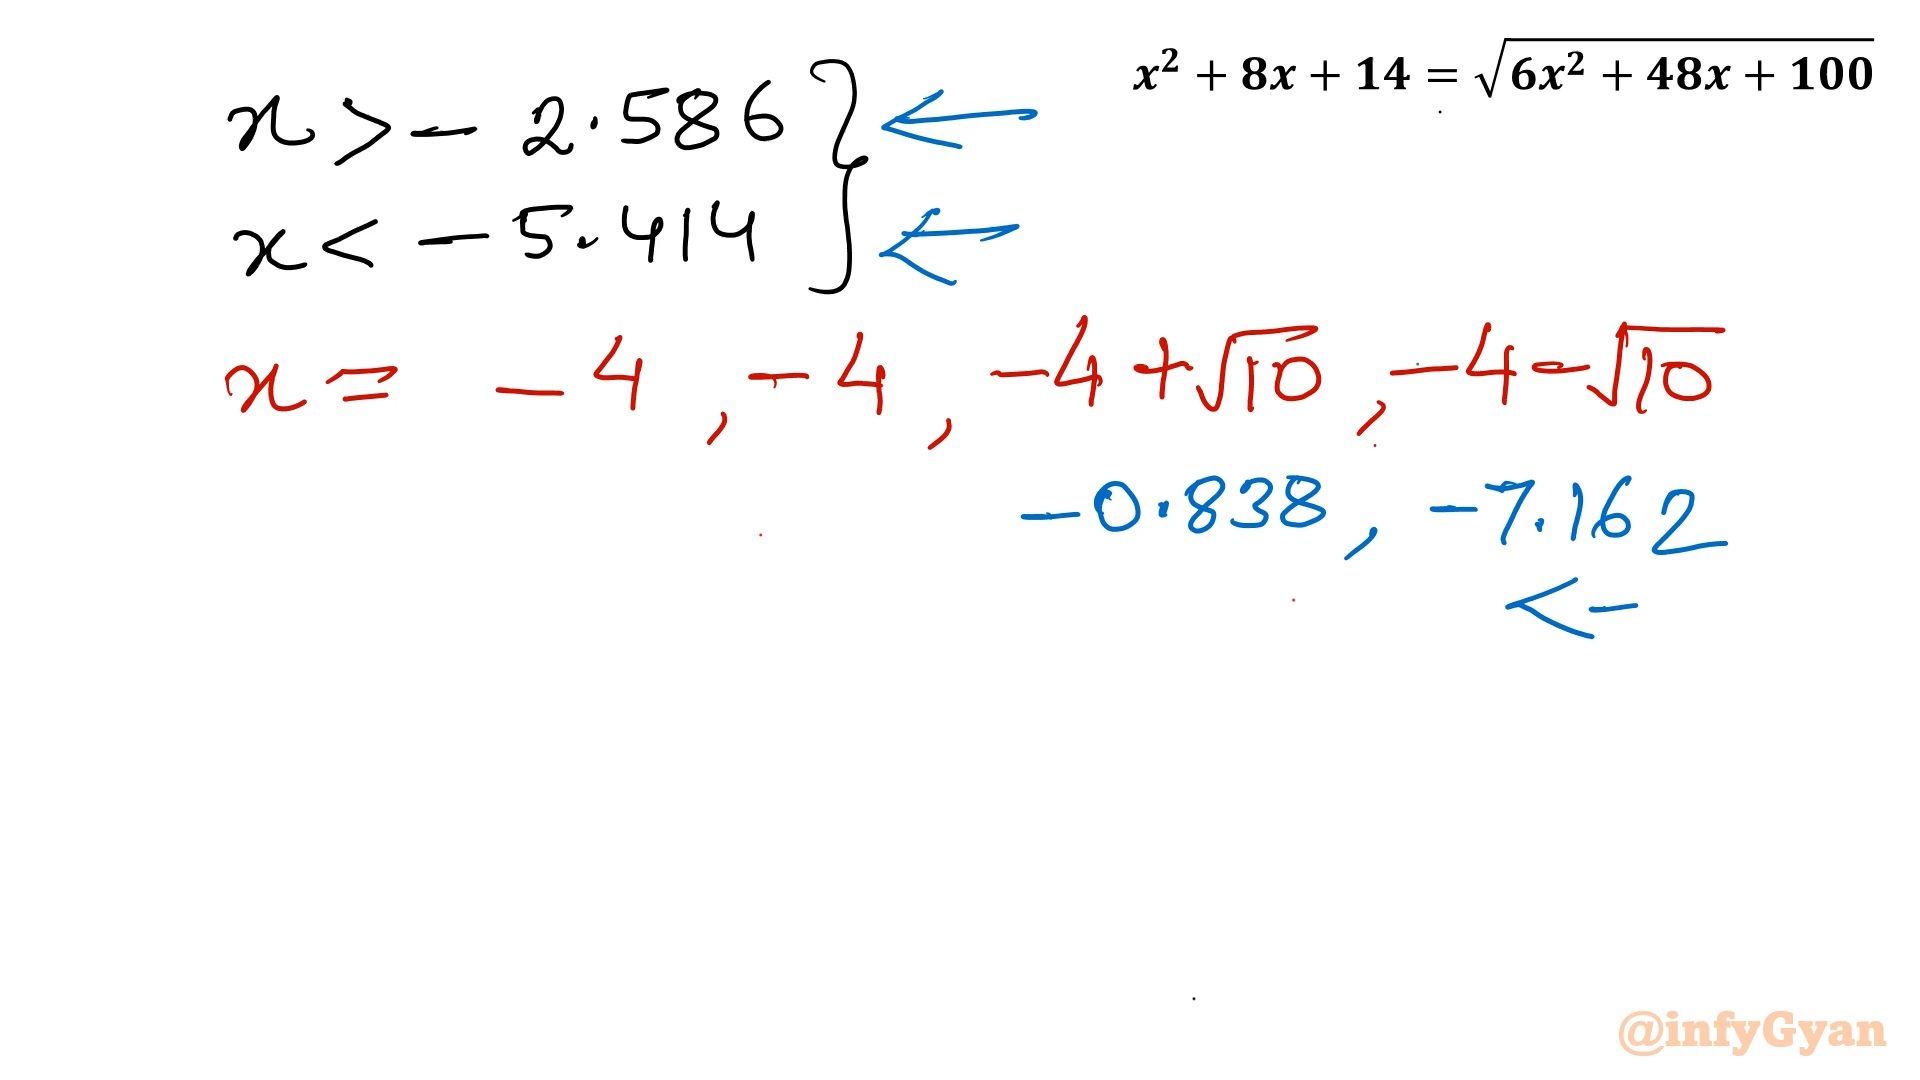 x² + 8x + 14 = √(6x² + 48x + 100)
x > - 2.586
x < - 5.414
x = - 4 , - 4 , - 4 + √10 , - 4 - √10
- 0.838 , - 7.162
@infyGyan